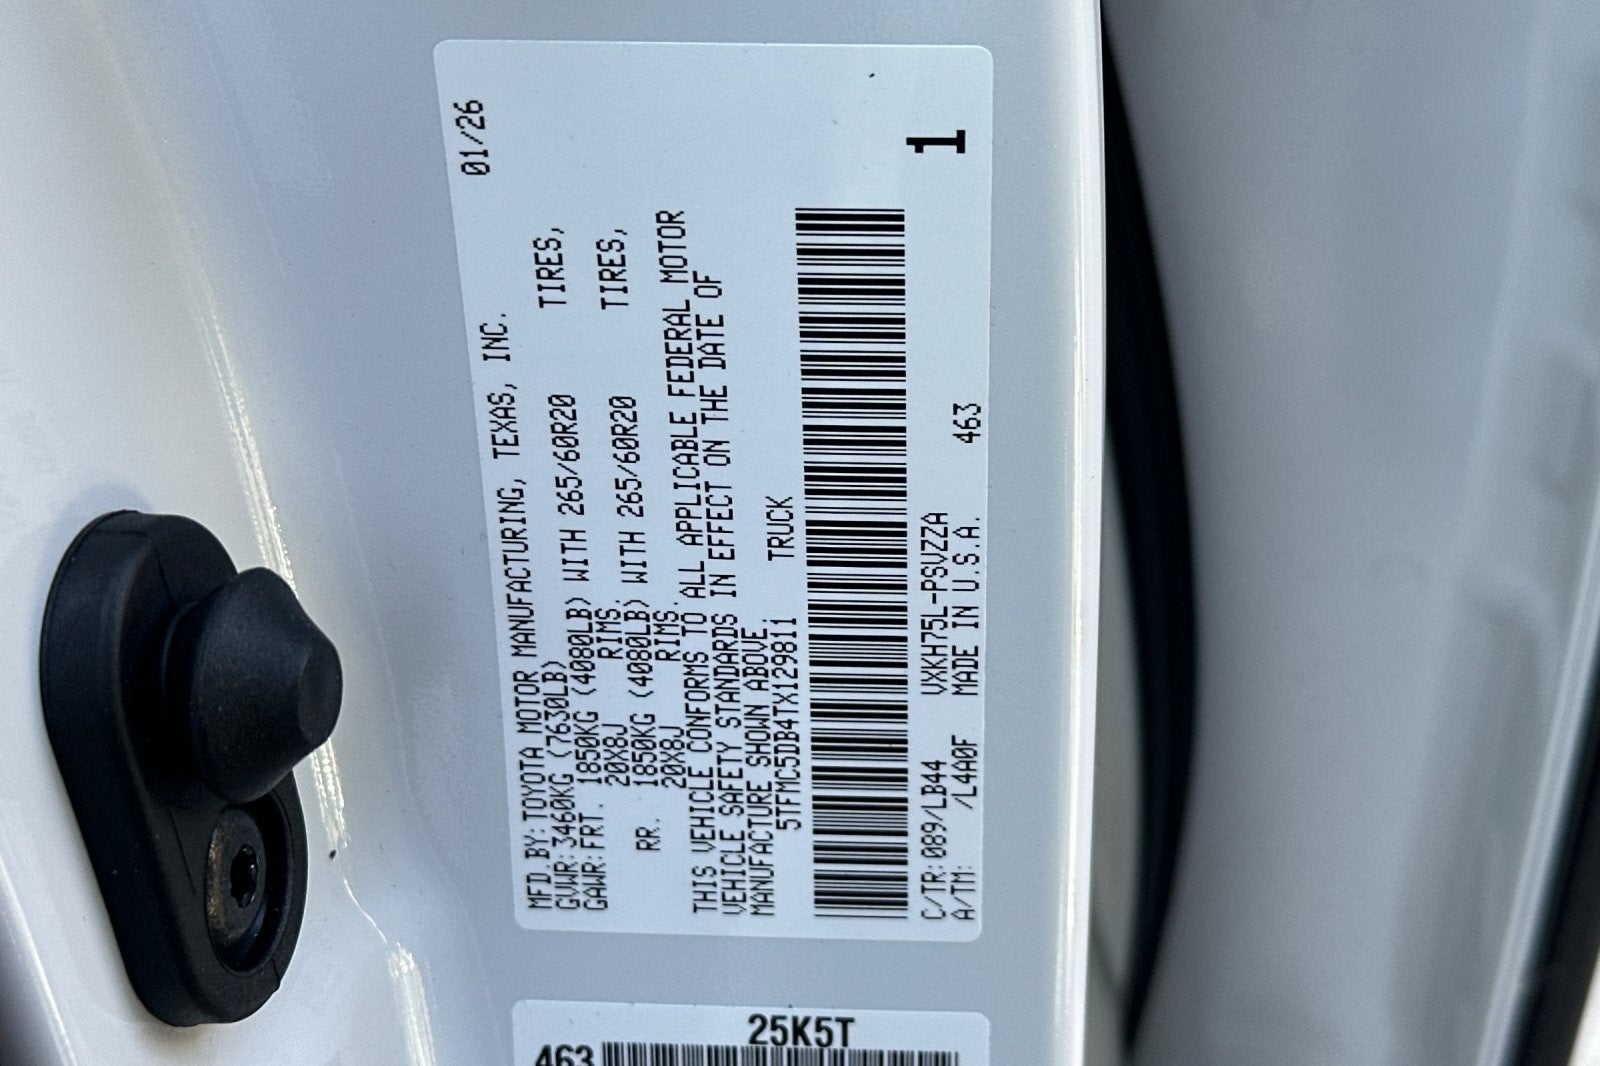 MFD.BY:TOYOTA MOTOR MANUFACTURING, TEXAS, INC. 01/26
GVWR:3460KG (7630LB)
GAWR:FRT. 1850KG (4080LB) WITH 265/60R20 TIRES,
20X8J RIMS.
RR. 1850KG (4080LB) WITH 265/60R20 TIRES,
20X8J RIMS.
THIS VEHICLE CONFORMS TO ALL APPLICABLE FEDERAL MOTOR
VEHICLE SAFETY STANDARDS IN EFFECT ON THE DATE OF
MANUFACTURE SHOWN ABOVE.
5TFMC5DB4TX129811 TRUCK
1
C/TR:089/LB44 VXKH75L-PSVZZA
A/TM: /L4A0F MADE IN U.S.A. 463
25K5T
463